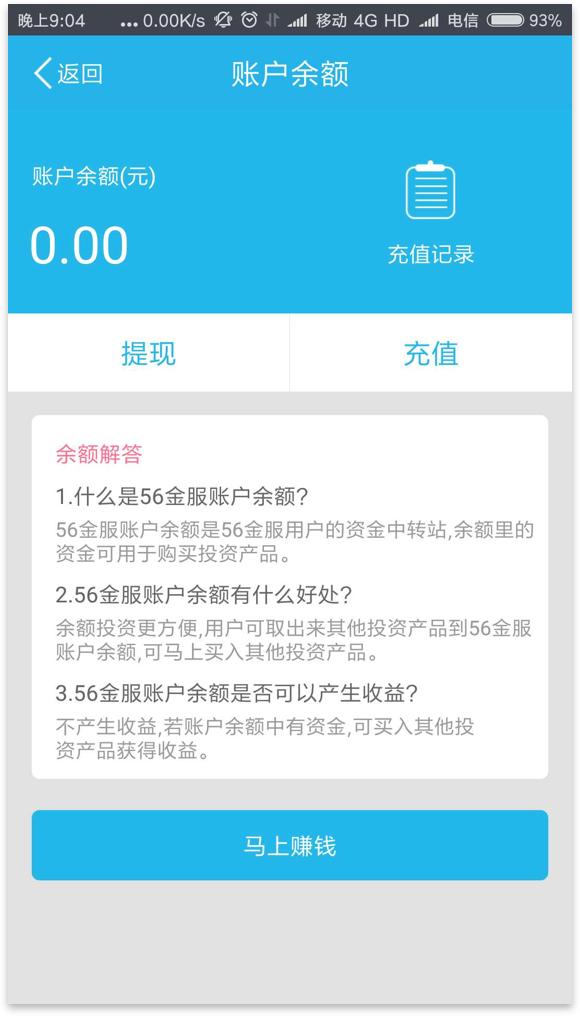 晚上9:04 ... 0.00K/s 移动 4G HD 电信 93%
返回 账户余额
账户余额(元)
0.00
充值记录
提现 充值
余额解答
1.什么是56金服账户余额?
56金服账户余额是56金服用户的资金中转站,余额里的
资金可用于购买投资产品。
2.56金服账户余额有什么好处?
余额投资更方便,用户可取出来其他投资产品到56金服
账户余额,可马上买入其他投资产品。
3.56金服账户余额是否可以产生收益?
不产生收益,若账户余额中有资金,可买入其他投
资产品获得收益。
马上赚钱